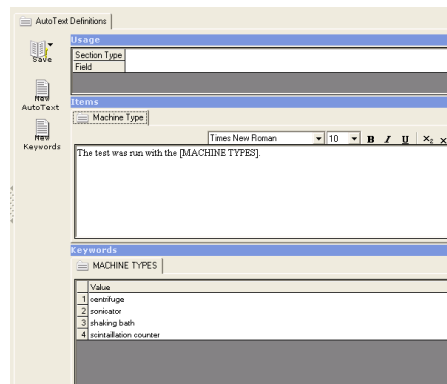 AutoText Definitions
Save
New
AutoText
New
Keywords
Usage
Section Type
Field
Items
Machine Type
Times New Roman 10 B I U X₂
The test was run with the [MACHINE TYPES].
Keywords
MACHINE TYPES
Value
1 centrifuge
2 sonicator
3 shaking bath
4 scintaillation counter